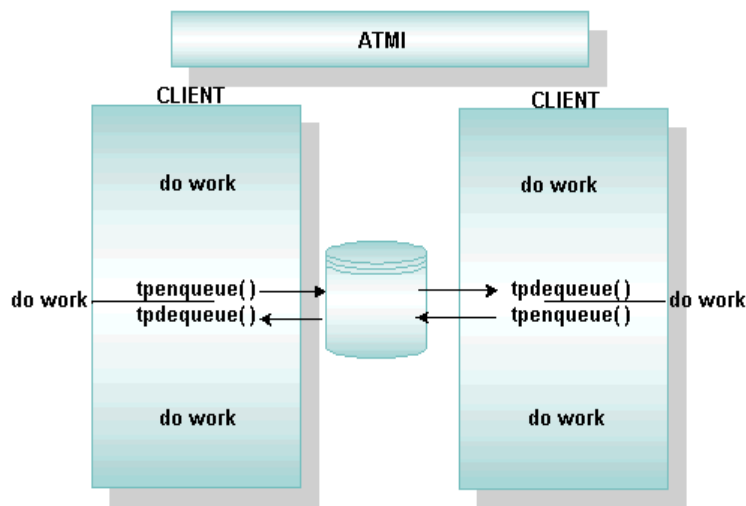 ATMI
CLIENT
CLIENT
do work
do work
tpenqueue()
tpdequeue()
do work
do work
tpdequeue()
tpenqueue()
do work
do work